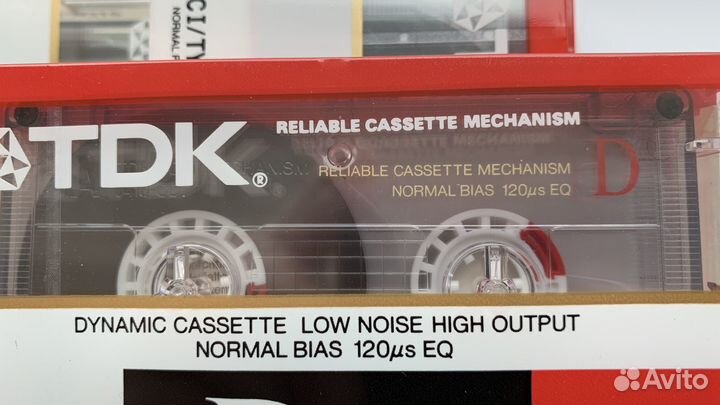 CI/TY
NORMAL
TDK®
RELIABLE CASSETTE MECHANISM
RELIABLE CASSETTE MECHANISM
D
NORMAL BIAS 120μs EQ
DYNAMIC CASSETTE LOW NOISE HIGH OUTPUT
NORMAL BIAS 120μs EQ
Avito